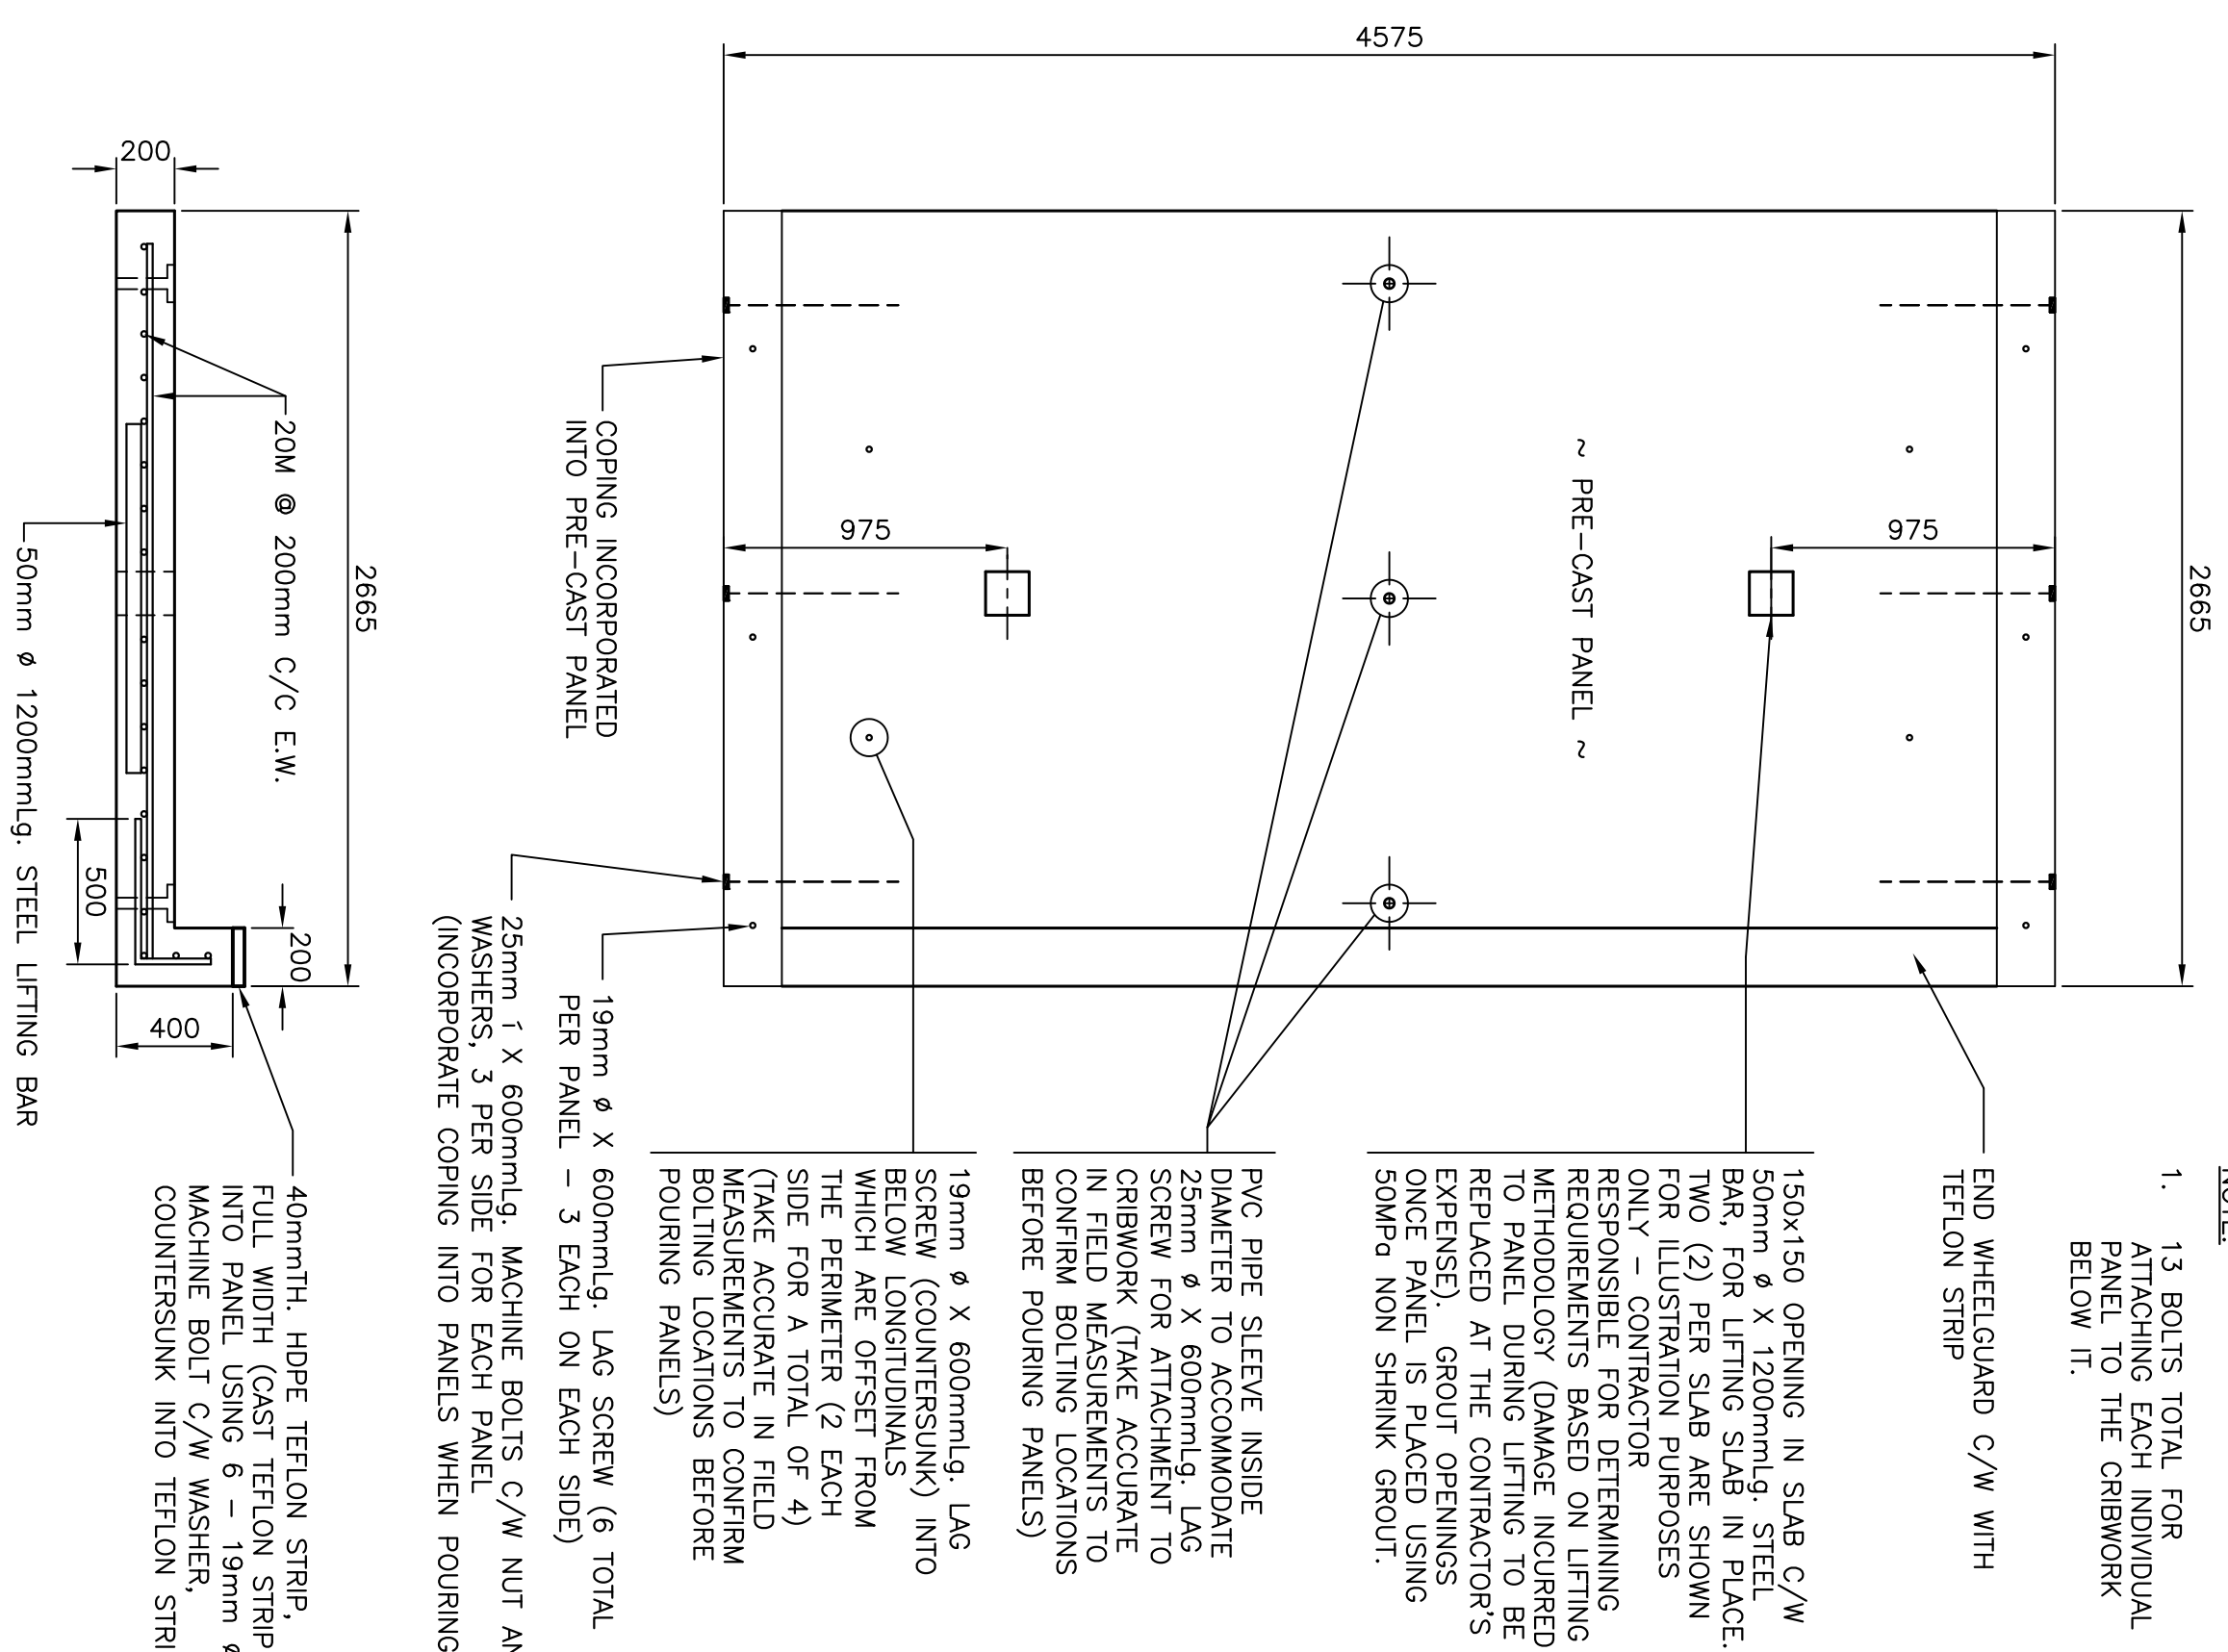 NOTE:
1. 13 BOLTS TOTAL FOR
ATTACHING EACH INDIVIDUAL
PANEL TO THE CRIBWORK
BELOW IT.
4575
2665
975
975
~ PRE-CAST PANEL ~
END WHEELGUARD C/W WITH
TEFLON STRIP
150x150 OPENING IN SLAB C/W
50mm ø X 1200mmLg. STEEL
BAR, FOR LIFTING SLAB IN PLACE.
TWO (2) PER SLAB ARE SHOWN
FOR ILLUSTRATION PURPOSES
ONLY - CONTRACTOR
RESPONSIBLE FOR DETERMINING
REQUIREMENTS BASED ON LIFTING
METHODOLOGY (DAMAGE INCURRED
TO PANEL DURING LIFTING TO BE
REPLACED AT THE CONTRACTOR'S
EXPENSE). GROUT OPENINGS
ONCE PANEL IS PLACED USING
50MPa NON SHRINK GROUT.
PVC PIPE SLEEVE INSIDE
DIAMETER TO ACCOMMODATE
25mm ø X 600mmLg. LAG
SCREW FOR ATTACHMENT TO
CRIBWORK (TAKE ACCURATE
IN FIELD MEASUREMENTS TO
CONFIRM BOLTING LOCATIONS
BEFORE POURING PANELS)
19mm ø X 600mmLg. LAG
SCREW (COUNTERSUNK) INTO
BELOW LONGITUDINALS
WHICH ARE OFFSET FROM
THE PERIMETER (2 EACH
SIDE FOR A TOTAL OF 4)
(TAKE ACCURATE IN FIELD
MEASUREMENTS TO CONFIRM
BOLTING LOCATIONS BEFORE
POURING PANELS)
COPING INCORPORATED
INTO PRE-CAST PANEL
19mm ø X 600mmLg. LAG SCREW (6 TOTAL
PER PANEL - 3 EACH ON EACH SIDE)
25mm î X 600mmLg. MACHINE BOLTS C/W NUT AN
WASHERS, 3 PER SIDE FOR EACH PANEL
(INCORPORATE COPING INTO PANELS WHEN POURING
2665
200
20M @ 200mm C/C E.W.
500
200
400
50mm ø 1200mmLg. STEEL LIFTING BAR
40mmTH. HDPE TEFLON STRIP,
FULL WIDTH (CAST TEFLON STRIP
INTO PANEL USING 6 - 19mm ø
MACHINE BOLT C/W WASHER,
COUNTERSUNK INTO TEFLON STRI